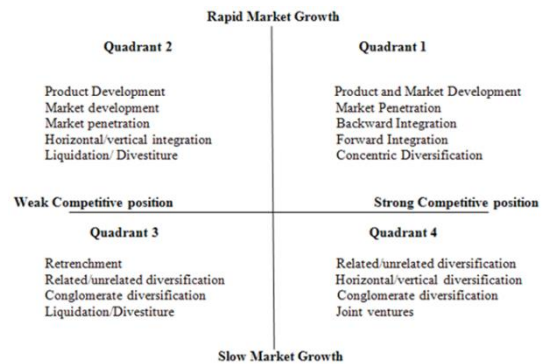 Rapid Market Growth
Quadrant 2
Product Development
Market development
Market penetration
Horizontal/vertical integration
Liquidation/ Divestiture
Quadrant 1
Product and Market Development
Market Penetration
Backward Integration
Forward Integration
Concentric Diversification
Weak Competitive position
Strong Competitive position
Quadrant 3
Retrenchment
Related/unrelated diversification
Conglomerate diversification
Liquidation/Divestiture
Quadrant 4
Related/unrelated diversification
Horizontal/vertical diversification
Conglomerate diversification
Joint ventures
Slow Market Growth